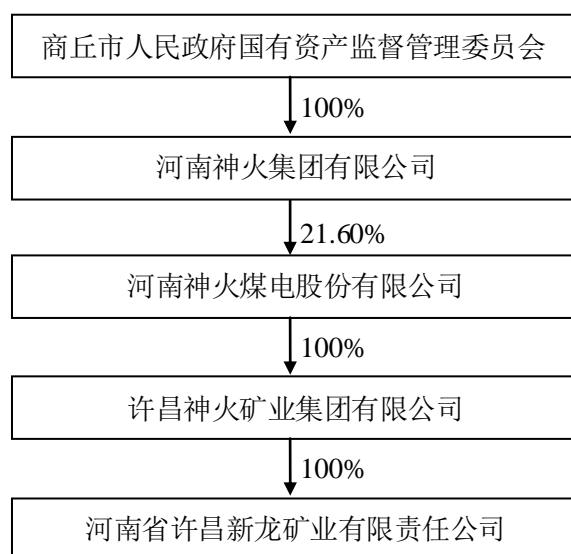 商丘市人民政府国有资产监督管理委员会
100%
河南神火集团有限公司
21.60%
河南神火煤电股份有限公司
100%
许昌神火矿业集团有限公司
100%
河南省许昌新龙矿业有限责任公司